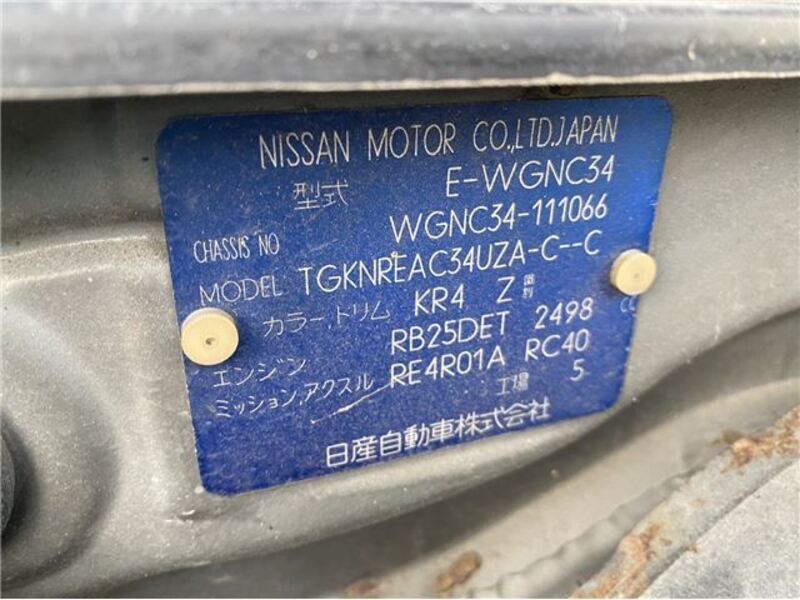 NISSAN MOTOR CO.,LTD.JAPAN
型式 E-WGNC34
CHASSIS NO WGNC34-111066
MODEL TGKNREAC34UZA-C--C
カラー,トリム KR4 Z
エンジン RB25DET 2498 CC
ミッション,アクスル RE4R01A RC40
工場 5
日産自動車株式会社